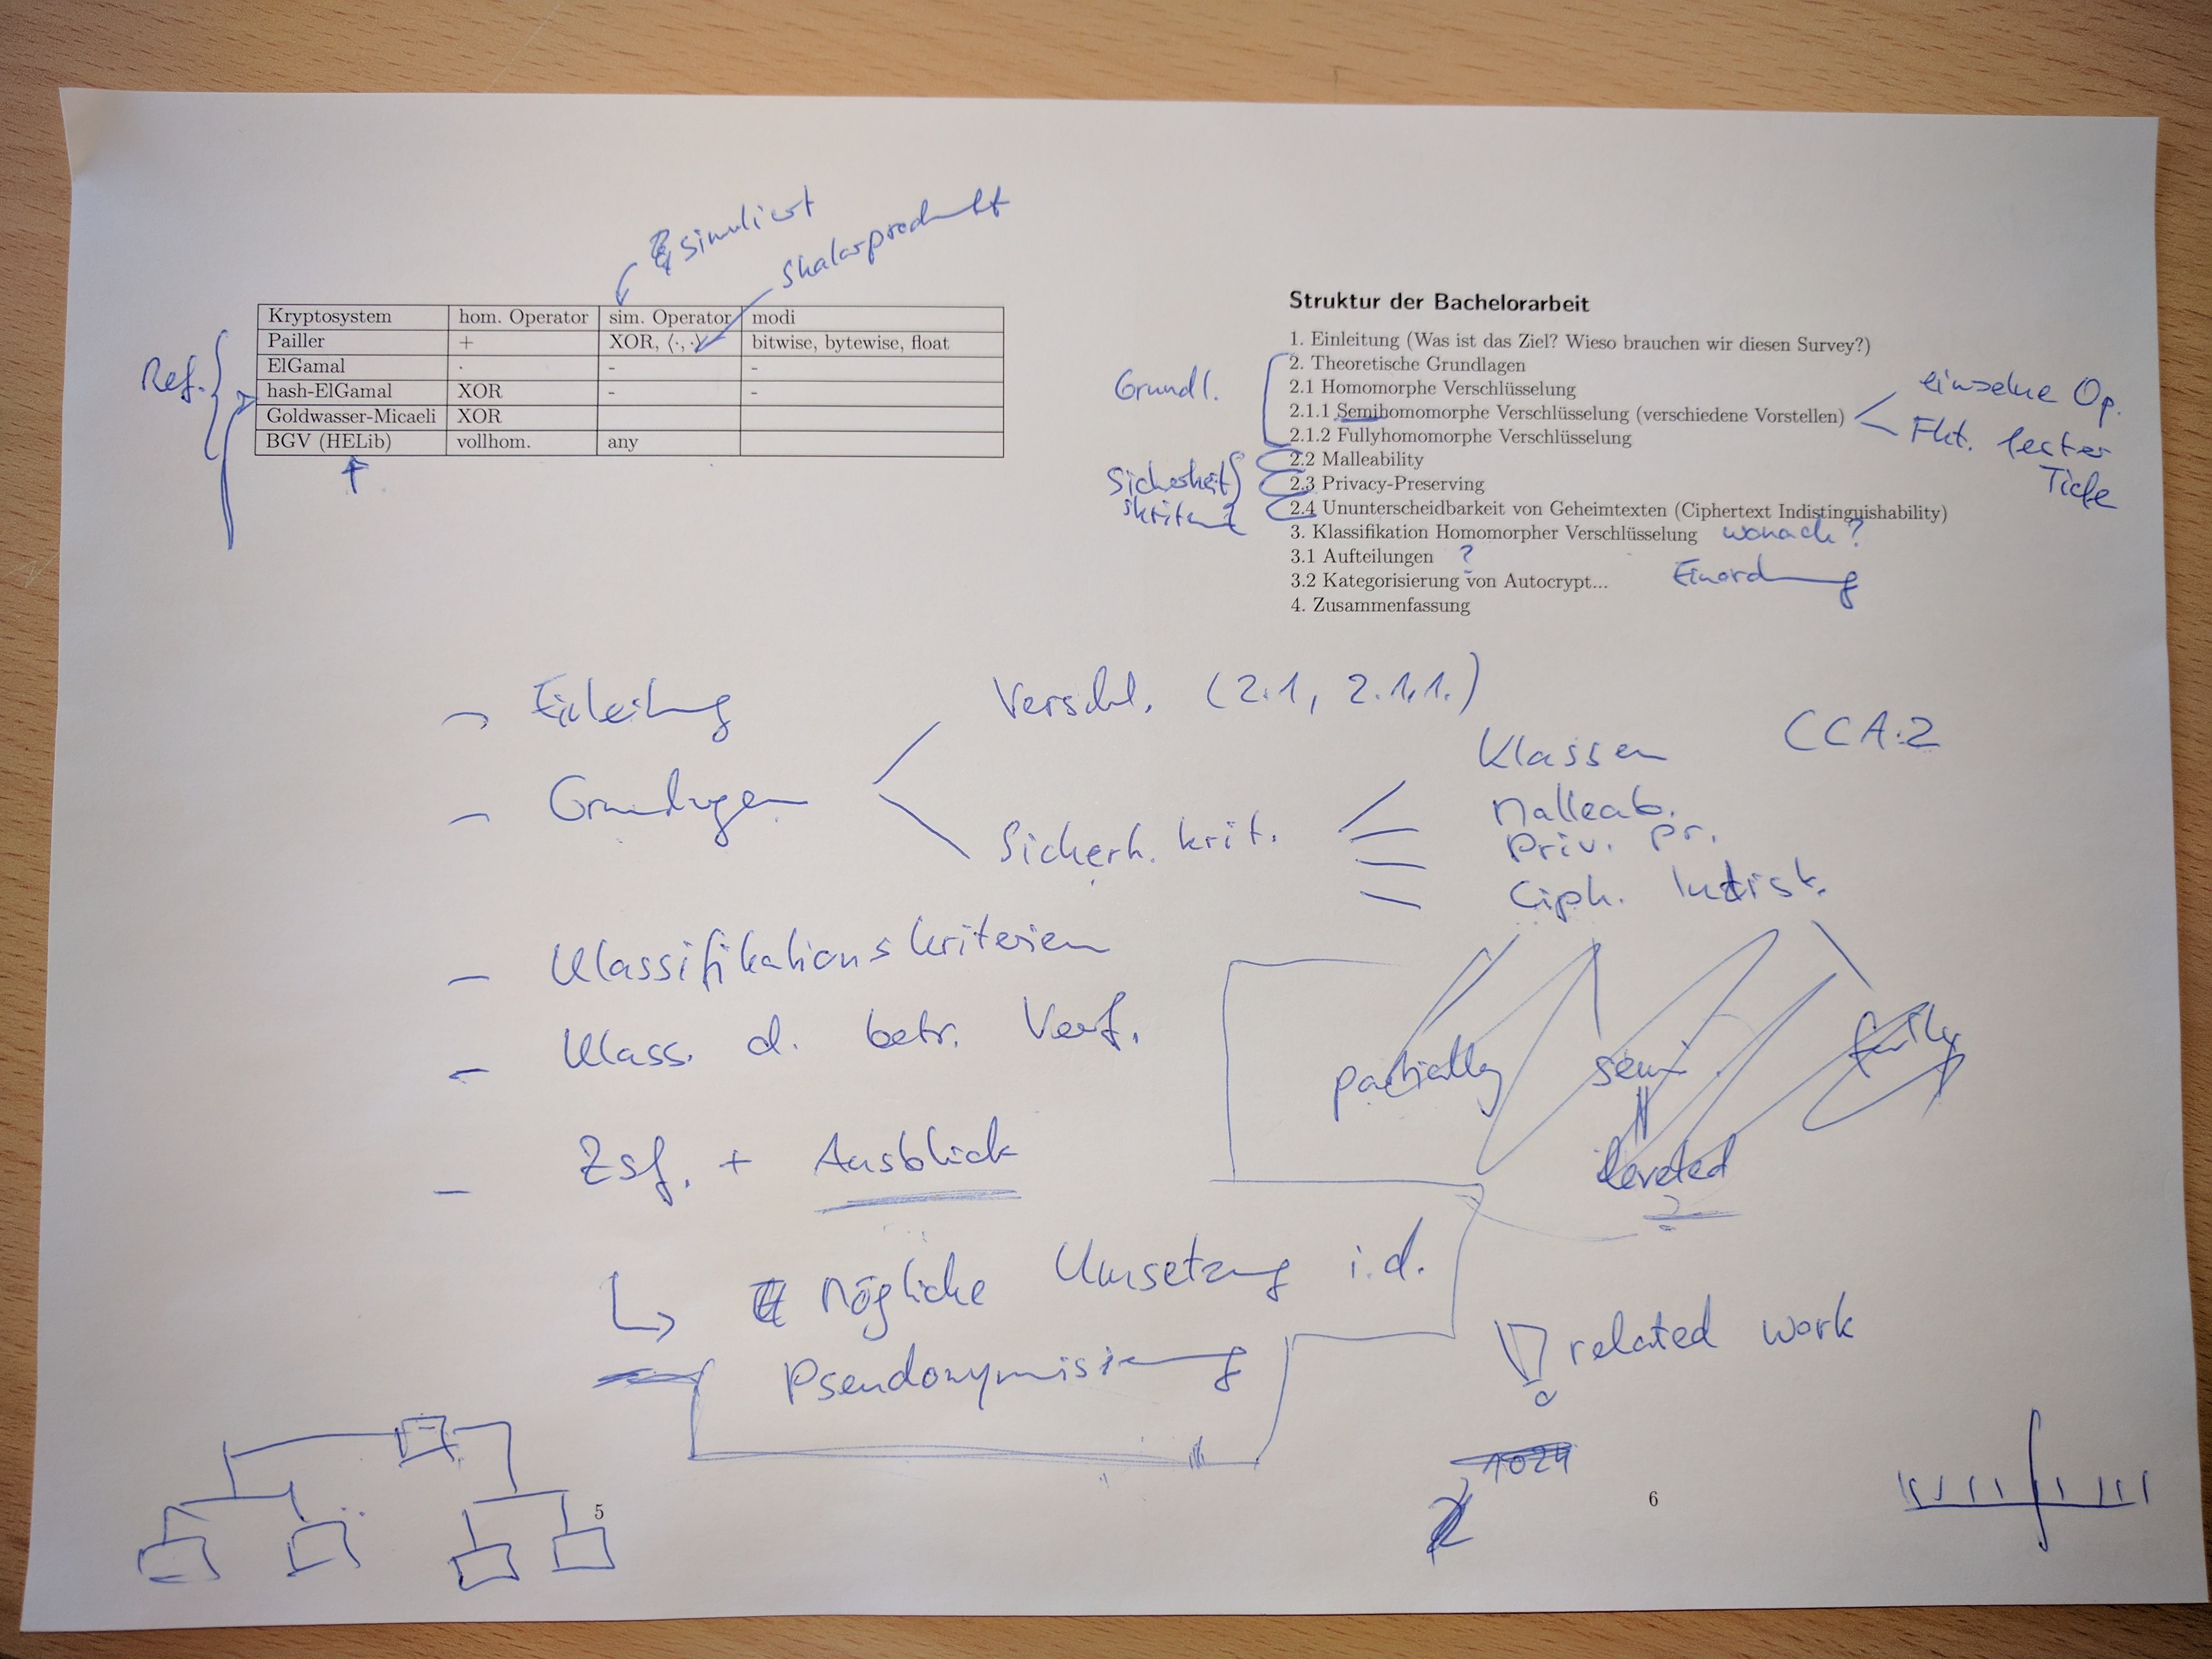 simuliert
Skalarprodukt
Kryptosystem hom. Operator sim. Operator modi
Pailler + XOR, ⟨·, ·⟩ bitwise, bytewise, float
ElGamal · - -
hash-ElGamal XOR - -
Goldwasser-Micaeli XOR
BGV (HELib) vollhom. any
Ref.
Struktur der Bachelorarbeit
1. Einleitung (Was ist das Ziel? Wieso brauchen wir diesen Survey?)
2. Theoretische Grundlagen
2.1 Homomorphe Verschlüsselung
2.1.1 Semihomomorphe Verschlüsselung (verschiedene Vorstellen)
2.1.2 Fullyhomomorphe Verschlüsselung
2.2 Malleability
2.3 Privacy-Preserving
2.4 Ununterscheidbarkeit von Geheimtexten (Ciphertext Indistinguishability)
3. Klassifikation Homomorpher Verschlüsselung wonach?
3.1 Aufteilungen ?
3.2 Kategorisierung von Autocrypt... Einordnung
4. Zusammenfassung
Grundl.
Sicherheit
skriterien
einzelne Op.
Fkt. fester
Tiefe
- Einleitung
- Grundlagen
Verschl. (2.1, 2.1.1.)
Sicherh. krit.
Klassen CCA.2
Malleab.
Priv. pr.
Ciph. Indist.
- Klassifikationskriterien
- Klass. d. betr. Verf.
- Zsf. + Ausblick
↳ Mögliche Umsetzung i.d.
Pseudonymisierung
partially semi fully
leveled
?
! related work
1024
5
6